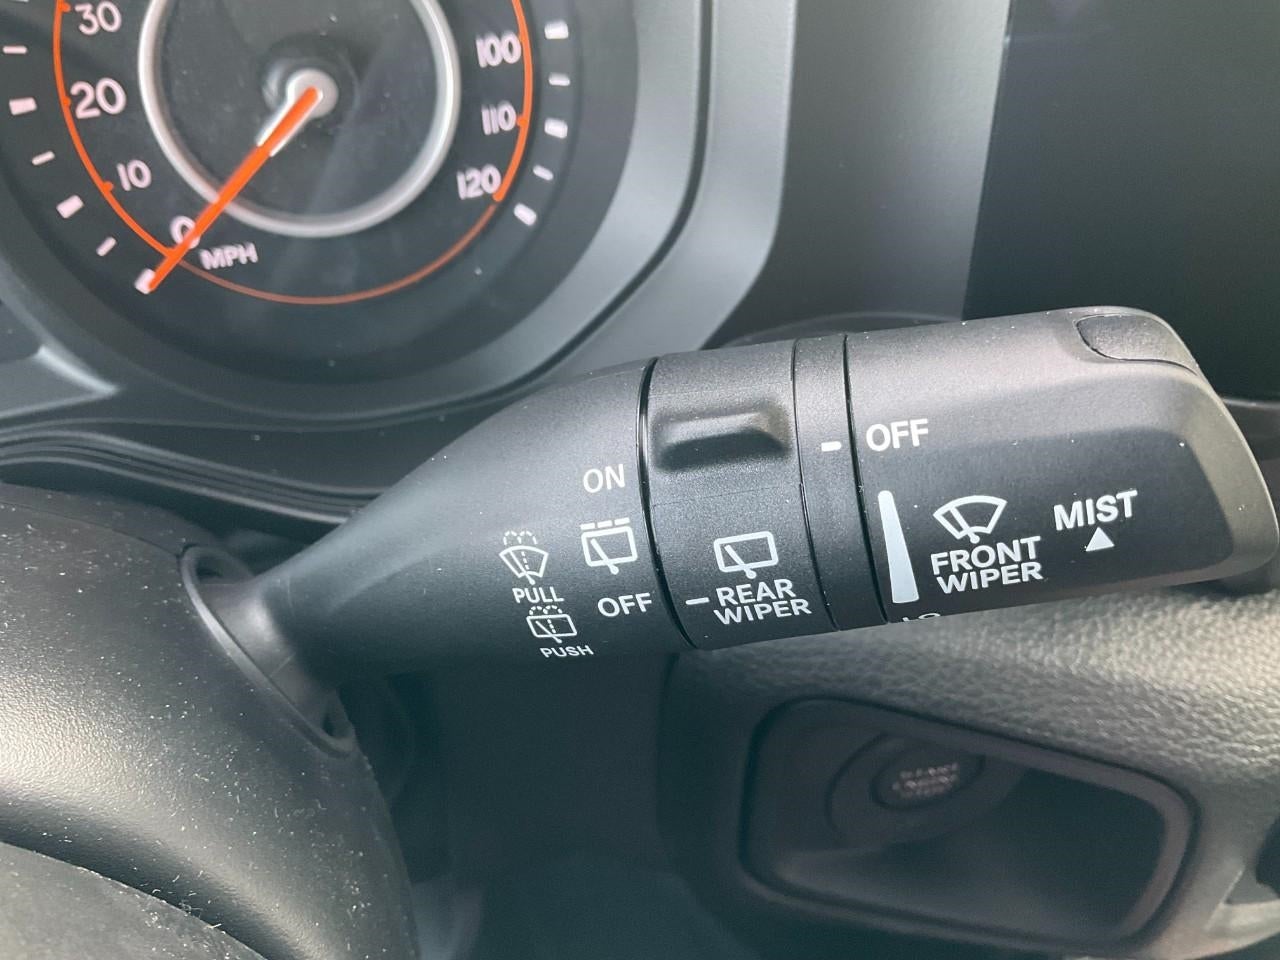 30
20
10
0
MPH
100
110
120
ON
OFF
PULL
PUSH
REAR
WIPER
OFF
FRONT
WIPER
MIST